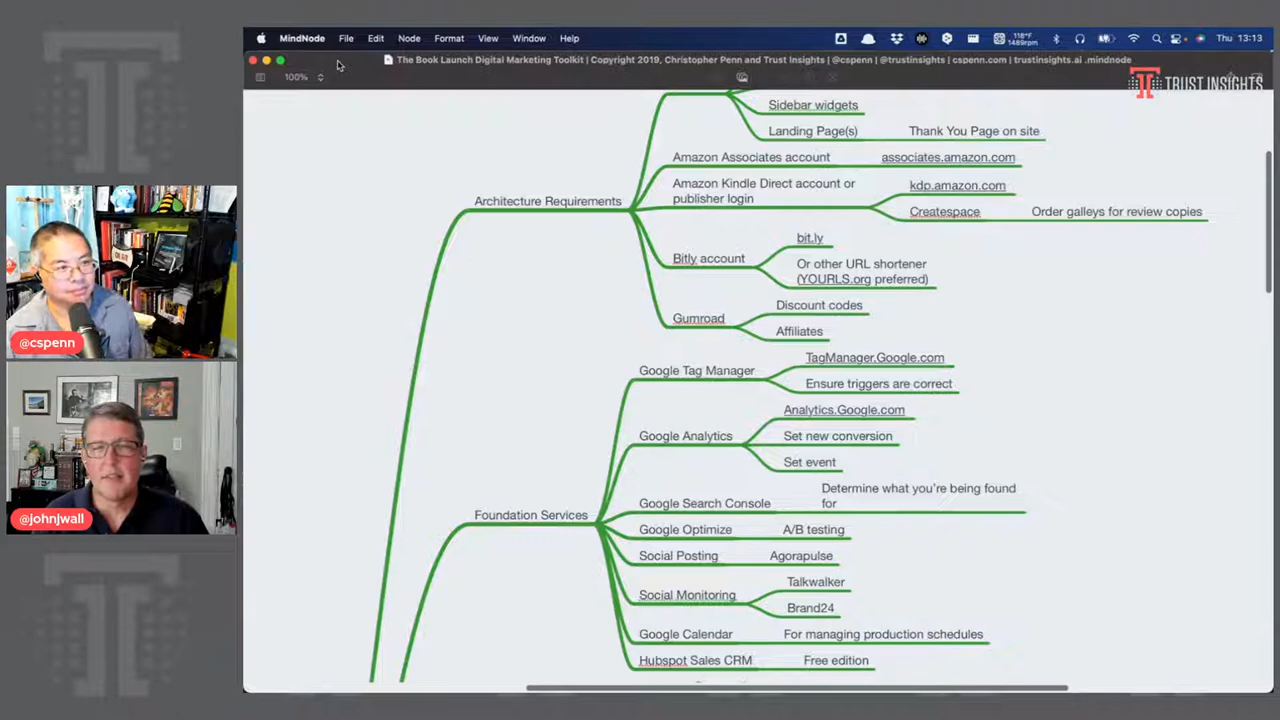 MindNode File Edit Node Format View Window Help
118°F
1489rpm
Thu 13:13
The Book Launch Digital Marketing Toolkit | Copyright 2019, Christopher Penn and Trust Insights | @cspenn | @trustinsights | cspenn.com | trustinsights.ai .mindnode
100%
TRUST INSIGHTS
Sidebar widgets
Landing Page(s) Thank You Page on site
Amazon Associates account associates.amazon.com
Amazon Kindle Direct account or
publisher login
kdp.amazon.com
Createspace Order galleys for review copies
Architecture Requirements
Bitly account
bit.ly
Or other URL shortener
(YOURLS.org preferred)
Gumroad
Discount codes
Affiliates
Google Tag Manager
TagManager.Google.com
Ensure triggers are correct
Google Analytics
Analytics.Google.com
Set new conversion
Set event
Foundation Services
Google Search Console
Determine what you're being found
for
Google Optimize A/B testing
Social Posting Agorapulse
Social Monitoring
Talkwalker
Brand24
Google Calendar For managing production schedules
Hubspot Sales CRM Free edition
@cspenn
@johnjwall